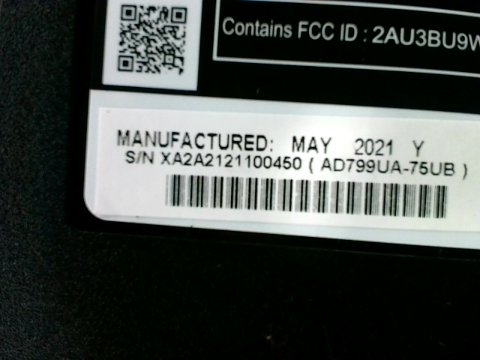 Contains FCC ID : 2AU3BU9W
MANUFACTURED: MAY 2021 Y
S/N XA2A2121100450 ( AD799UA-75UB )